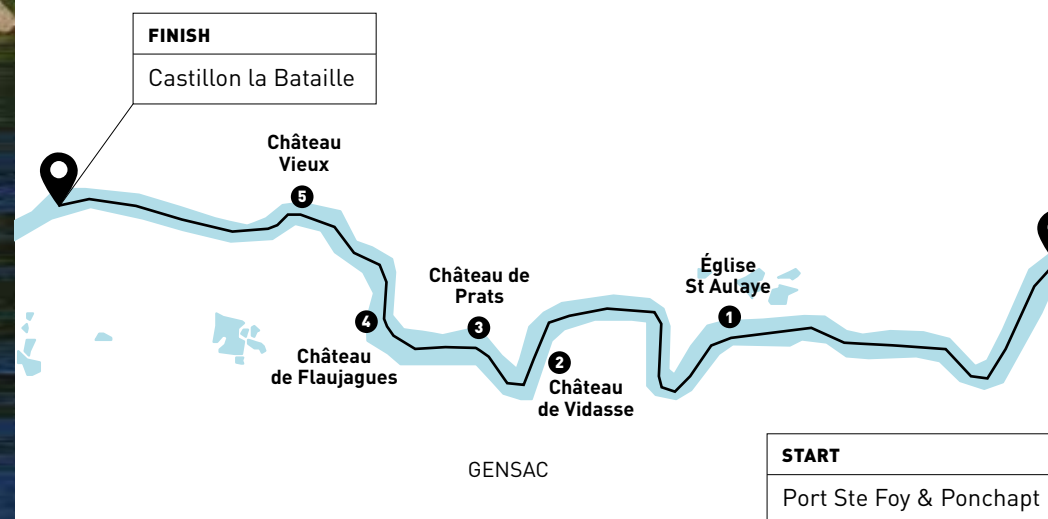 FINISH
Castillon la Bataille
Château
Vieux
5
Église
St Aulaye
1
Château de
Prats
3
4
Château
de Flaujagues
2
Château
de Vidasse
GENSAC
START
Port Ste Foy & Ponchapt